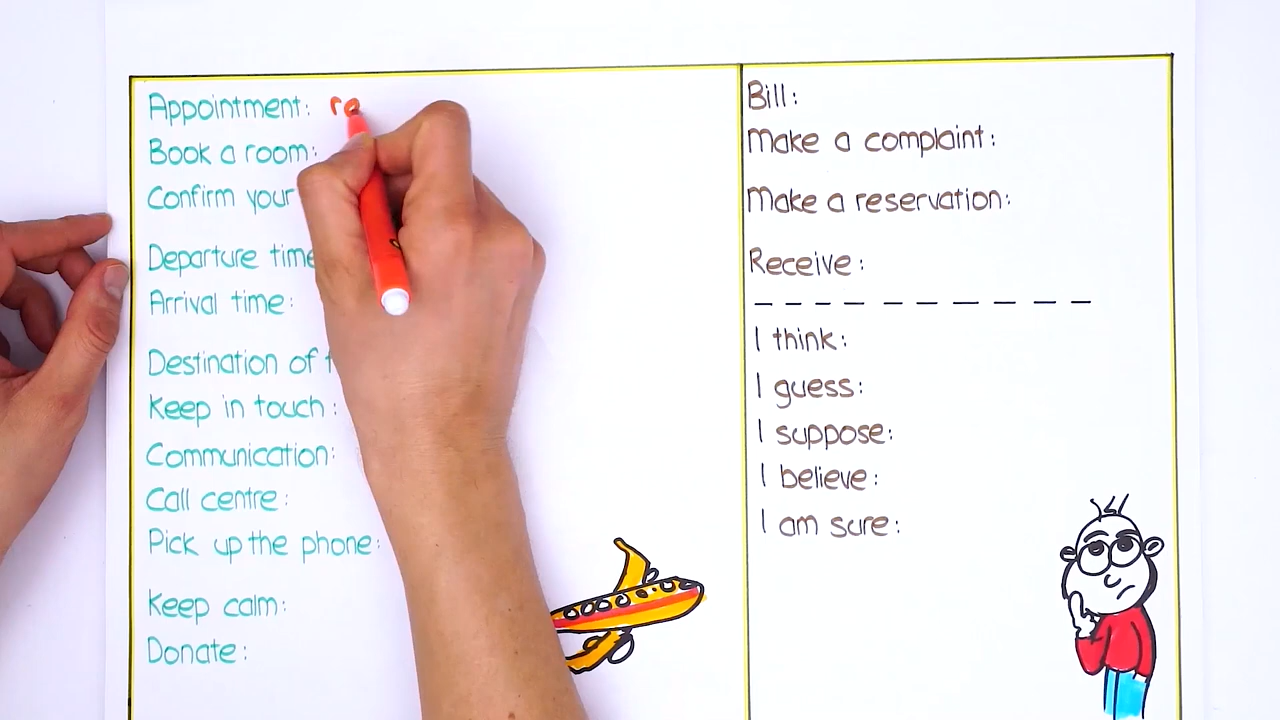 Appointment: ra
Book a room:
Confirm your
Departure time
Arrival time:
Destination of
Keep in touch:
Communication:
Call centre:
Pick up the phone:
Keep calm:
Donate:
Bill:
Make a complaint:
Make a reservation:
Receive:
I think:
I guess:
I suppose:
I believe:
I am sure: